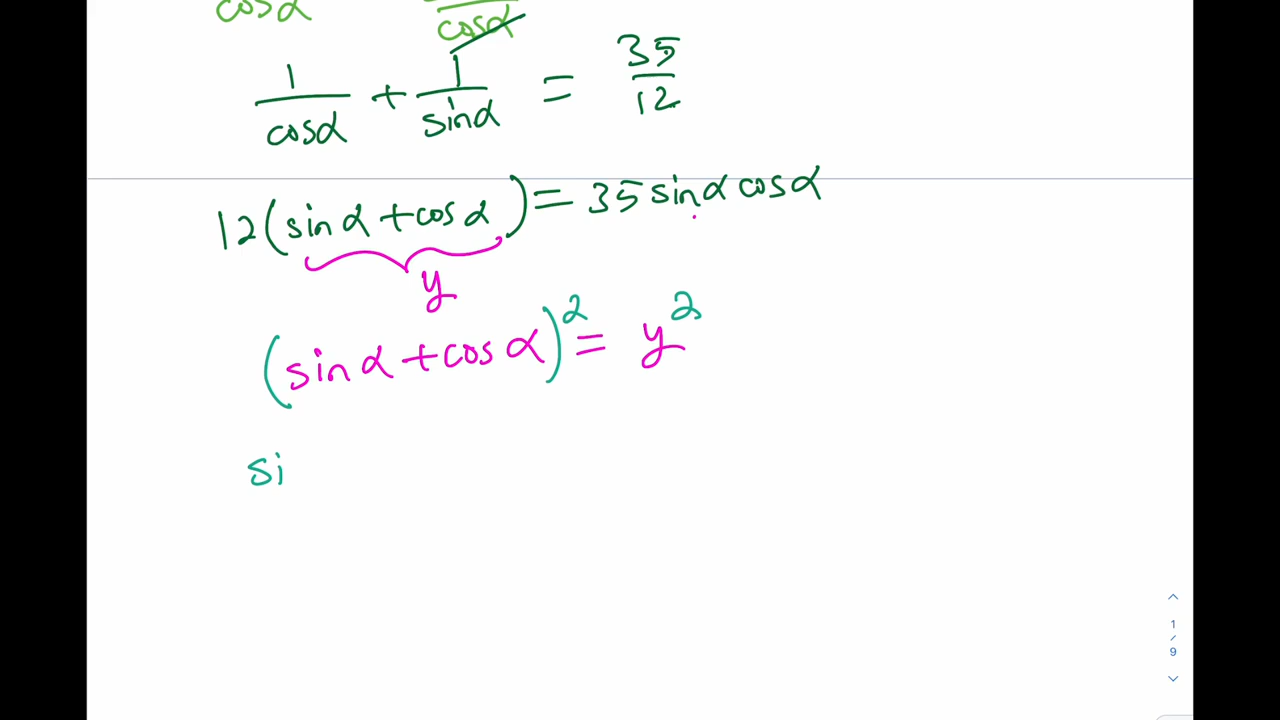 cosα cosα
1/cosα + 1/sinα = 35/12
12(sinα + cosα) = 35 sinα cosα
y
(sinα + cosα)² = y²
si
1
/
9